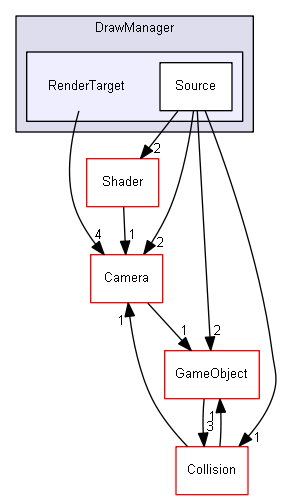 DrawManager
RenderTarget
Source
2
Shader
4
1
2
Camera
1
1
2
GameObject
1
3
1
Collision